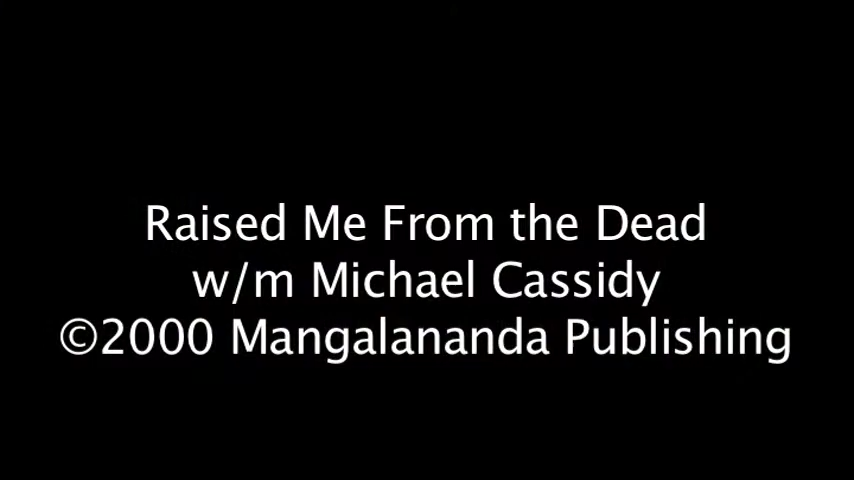 Raised Me From the Dead
w/m Michael Cassidy
©2000 Mangalananda Publishing